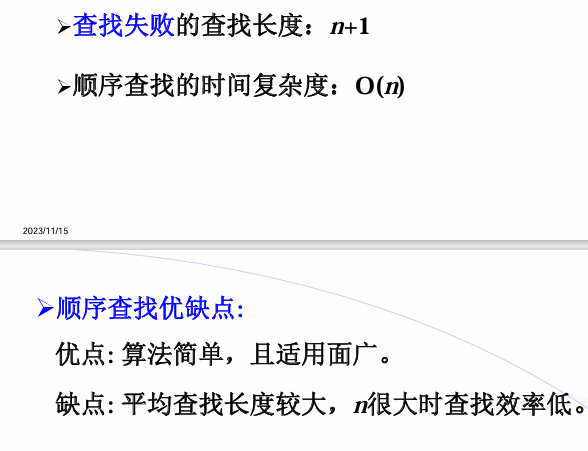 ➢查找失败的查找长度：n+1
➢顺序查找的时间复杂度：O(n)
2023/11/15
➢顺序查找优缺点:
优点: 算法简单，且适用面广。
缺点: 平均查找长度较大，n很大时查找效率低。